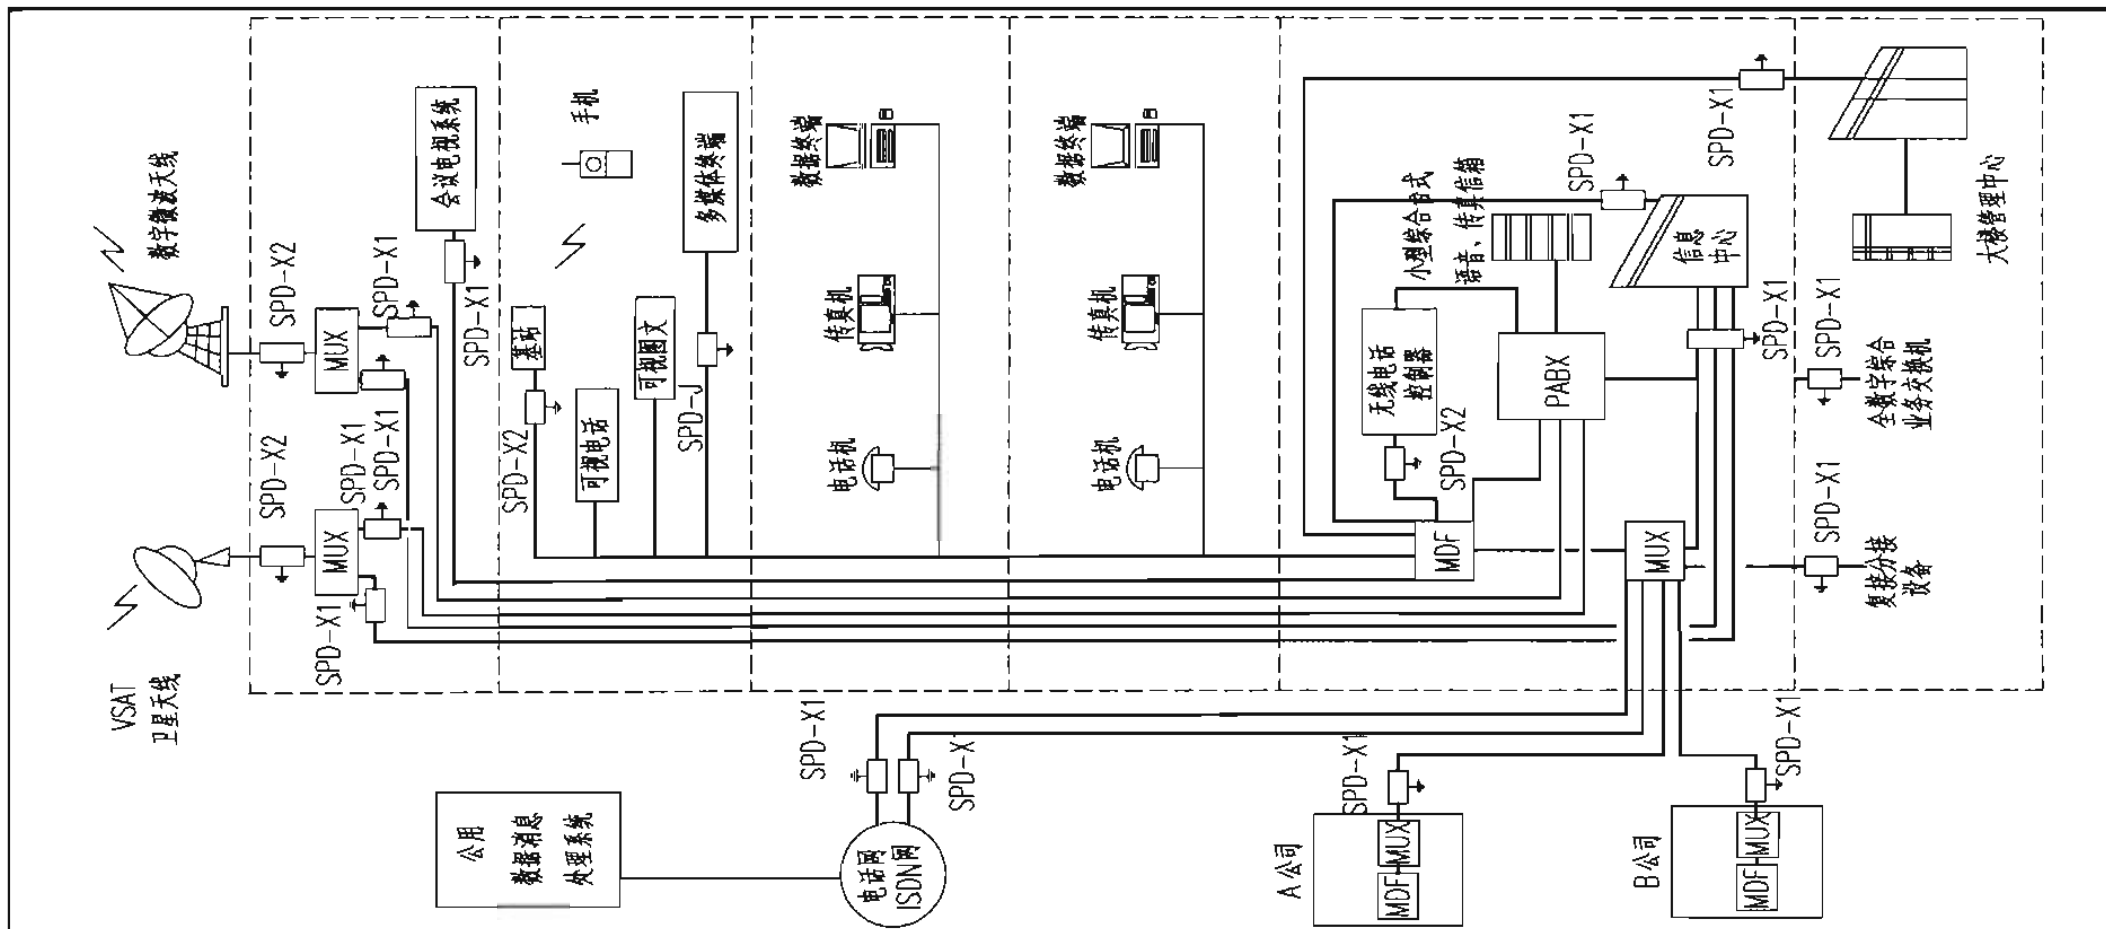 数字微波天线
SPD-X2
MUX
SPD-X1
会议电视系统
SPD-X1
VSAT
卫星天线
SPD-X2
MUX
SPD-X1
SPD-X1
SPD-X1
手机
基站
SPD-X2
可视电话
可视图文
多媒体终端
SPD-J
数据终端
传真机
电话机
数据终端
传真机
电话机
小型综合台式
语音、传真信箱
无线电话
控制器
SPD-X2
PABX
MDF
MUX
信息
中心
SPD-X1
SPD-X1
SPD-X1
大楼管理中心
SPD-X1
全数字综合
业务交换机
SPD-X1
复接分接
设备
公用
数据消息
处理系统
电话网
ISDN网
SPD-X1
SPD-X1
A公司
MDF
MUX
SPD-X1
B公司
MDF
MUX
SPD-X1